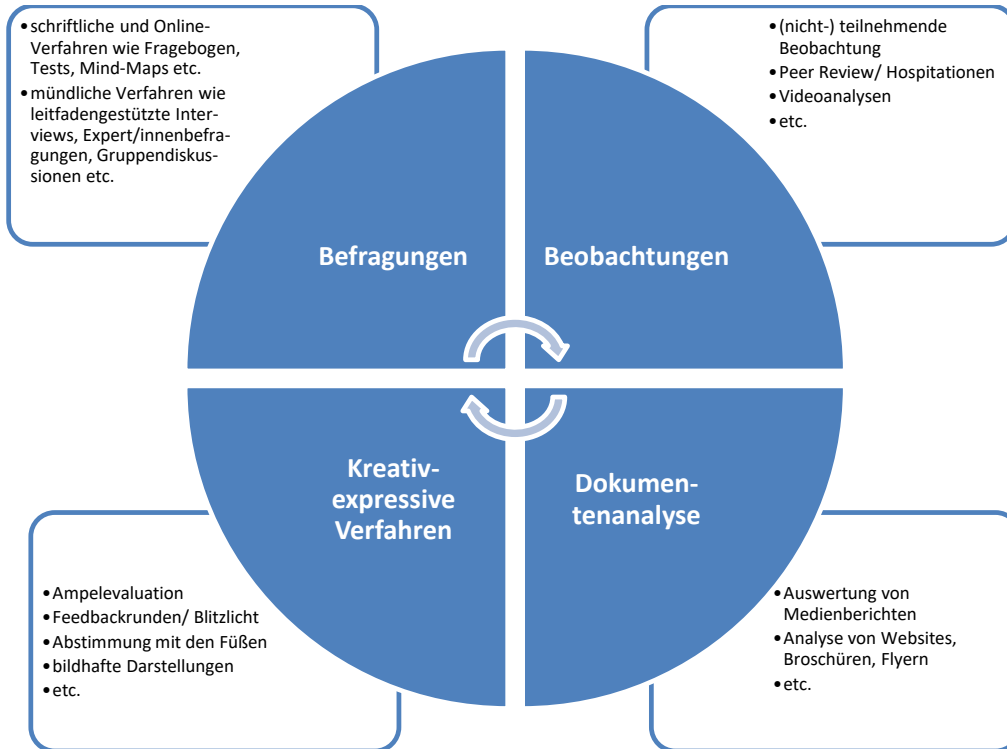 •schriftliche und Online-
Verfahren wie Fragebogen,
Tests, Mind-Maps etc.
•mündliche Verfahren wie
leitfadengestützte Inter-
views, Expert/innenbefra-
gungen, Gruppendiskus-
sionen etc.
•(nicht-) teilnehmende
Beobachtung
•Peer Review/ Hospitationen
•Videoanalysen
•etc.
Befragungen
Beobachtungen
Kreativ-
expressive
Verfahren
Dokumen-
tenanalyse
•Ampelevaluation
•Feedbackrunden/ Blitzlicht
•Abstimmung mit den Füßen
•bildhafte Darstellungen
•etc.
•Auswertung von
Medienberichten
•Analyse von Websites,
Broschüren, Flyern
•etc.